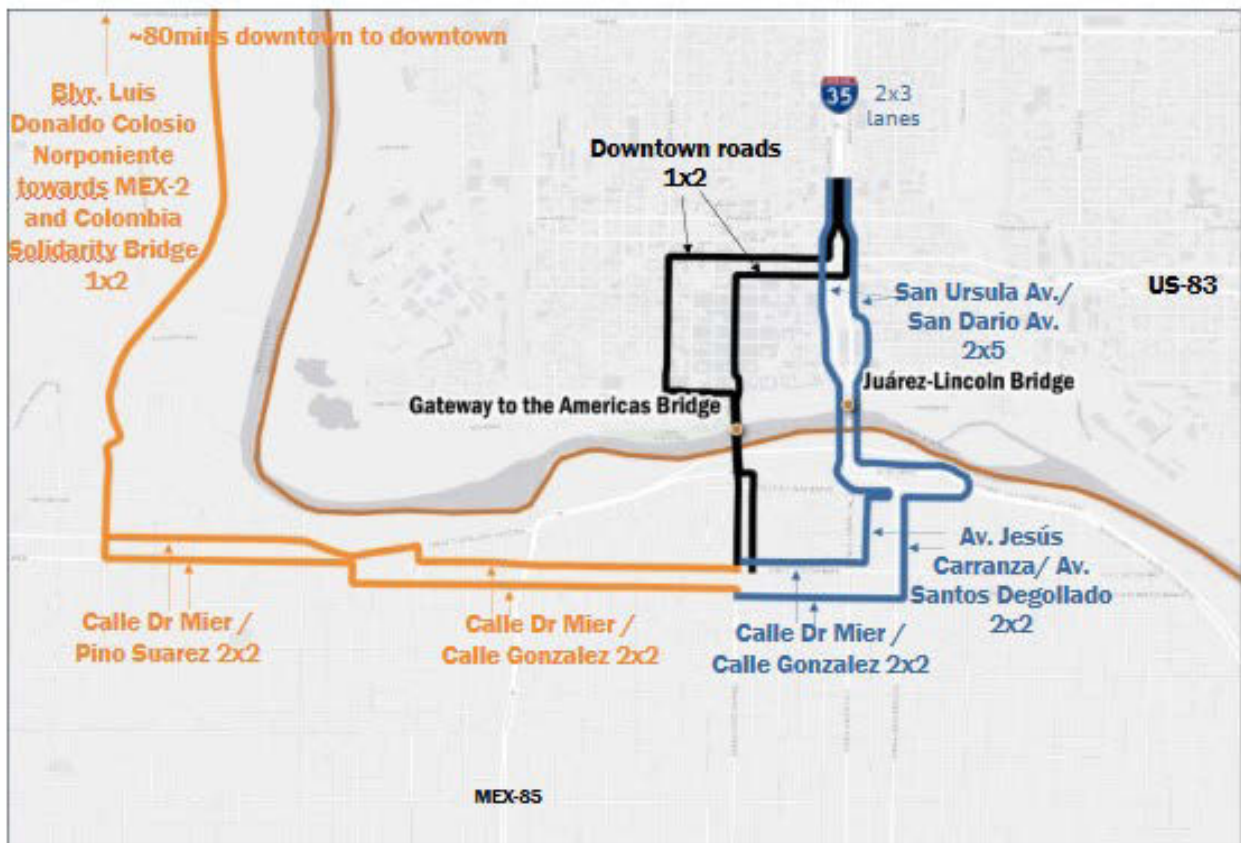 ~80mins downtown to downtown
Blvr. Luis
Donaldo Colosio
Norponiente
towards MEX-2
and Colombia
Solidarity Bridge
1x2
35
2x3
lanes
Downtown roads
1x2
US-83
San Ursula Av./
San Dario Av.
2x5
Juárez-Lincoln Bridge
Gateway to the Americas Bridge
Av. Jesús
Carranza/ Av.
Santos Degollado
2x2
Calle Dr Mier /
Pino Suarez 2x2
Calle Dr Mier /
Calle Gonzalez 2x2
Calle Dr Mier /
Calle Gonzalez 2x2
MEX-85